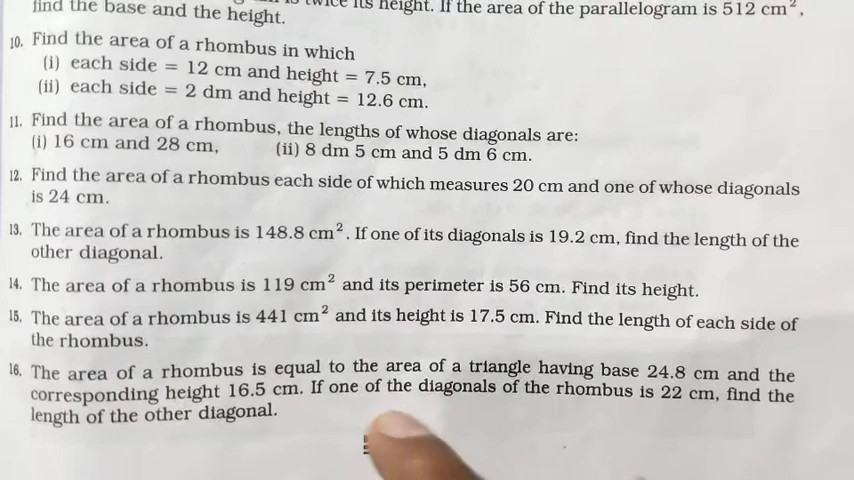 find the base and the height.
is twice its height. If the area of the parallelogram is 512 cm²,
10. Find the area of a rhombus in which
(i) each side = 12 cm and height = 7.5 cm,
(ii) each side = 2 dm and height = 12.6 cm.
11. Find the area of a rhombus, the lengths of whose diagonals are:
(i) 16 cm and 28 cm, (ii) 8 dm 5 cm and 5 dm 6 cm.
12. Find the area of a rhombus each side of which measures 20 cm and one of whose diagonals
is 24 cm.
13. The area of a rhombus is 148.8 cm². If one of its diagonals is 19.2 cm, find the length of the
other diagonal.
14. The area of a rhombus is 119 cm² and its perimeter is 56 cm. Find its height.
15. The area of a rhombus is 441 cm² and its height is 17.5 cm. Find the length of each side of
the rhombus.
16. The area of a rhombus is equal to the area of a triangle having base 24.8 cm and the
corresponding height 16.5 cm. If one of the diagonals of the rhombus is 22 cm, find the
length of the other diagonal.